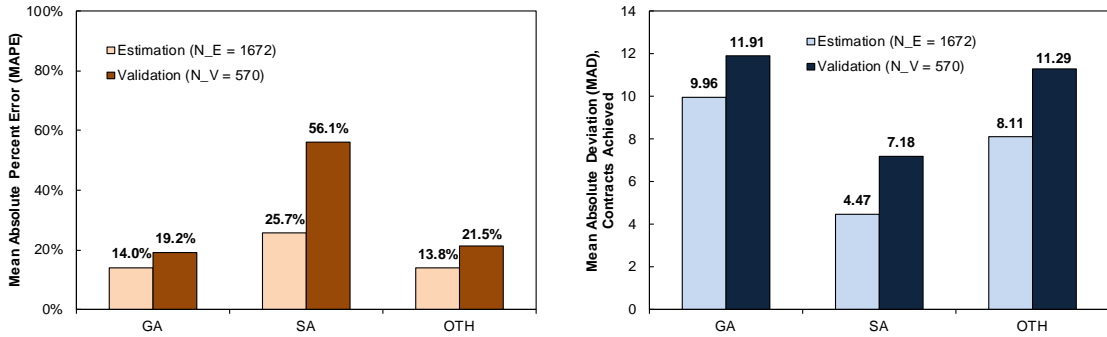 Mean Absolute Percent Error (MAPE)
100%
80%
60%
40%
20%
0%
Estimation (N_E = 1672)
Validation (N_V = 570)
14.0%
19.2%
25.7%
56.1%
13.8%
21.5%
GA
SA
OTH
Mean Absolute Deviation (MAD),
Contracts Achieved
14
12
10
8
6
4
2
0
Estimation (N_E = 1672)
Validation (N_V = 570)
9.96
11.91
4.47
7.18
8.11
11.29
GA
SA
OTH